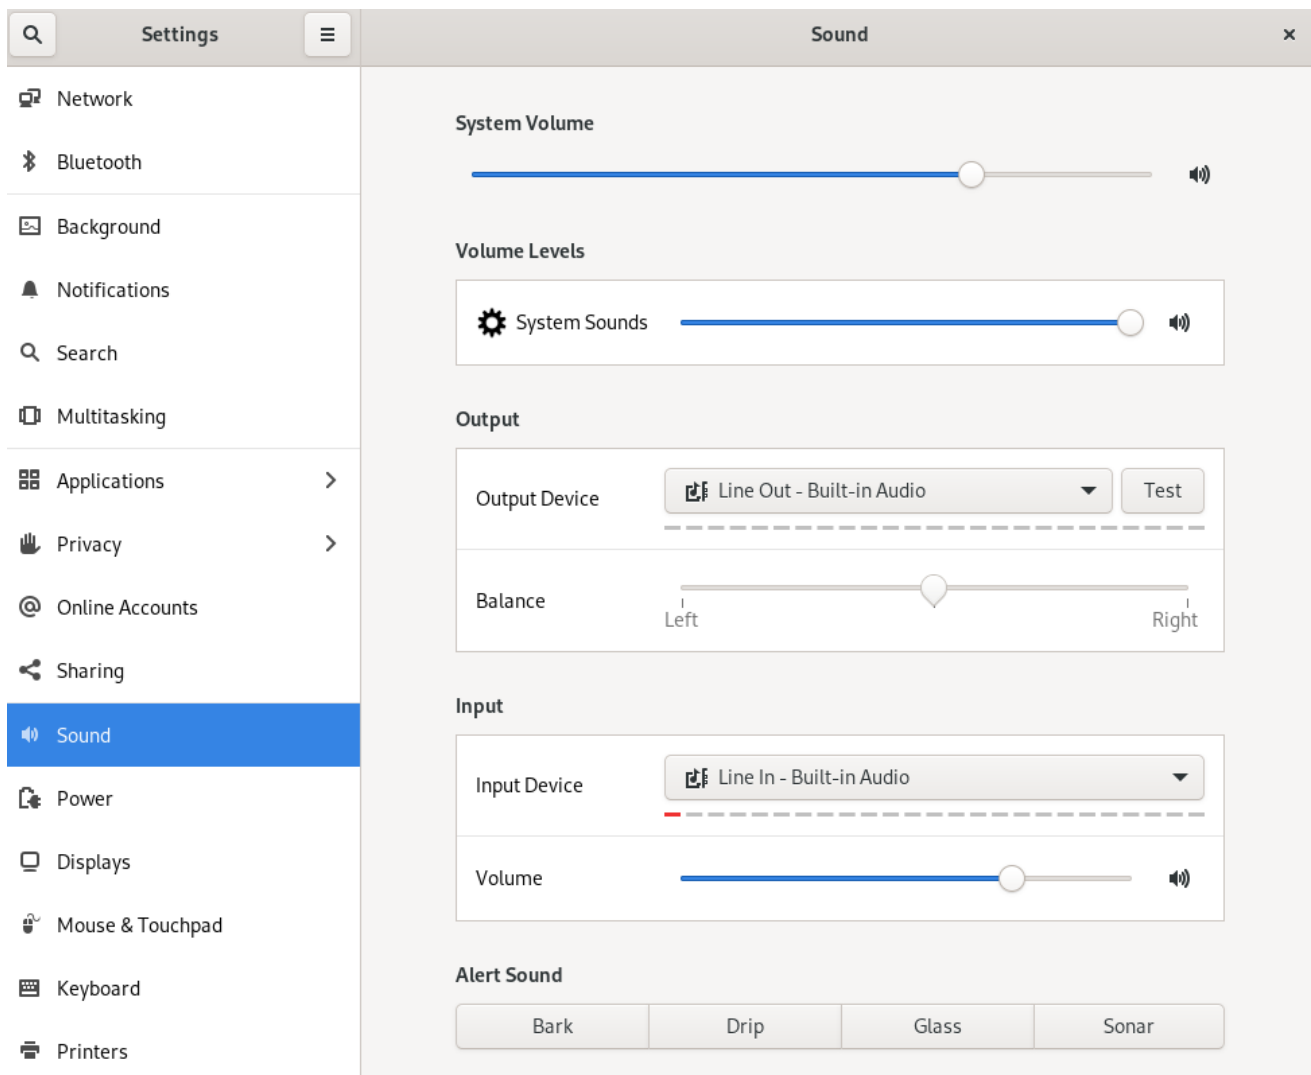 Settings
Sound
Network
Bluetooth
Background
Notifications
Search
Multitasking
Applications
Privacy
Online Accounts
Sharing
Sound
Power
Displays
Mouse & Touchpad
Keyboard
Printers
System Volume
Volume Levels
System Sounds
Output
Output Device
Line Out - Built-in Audio
Test
Balance
Left
Right
Input
Input Device
Line In - Built-in Audio
Volume
Alert Sound
Bark
Drip
Glass
Sonar